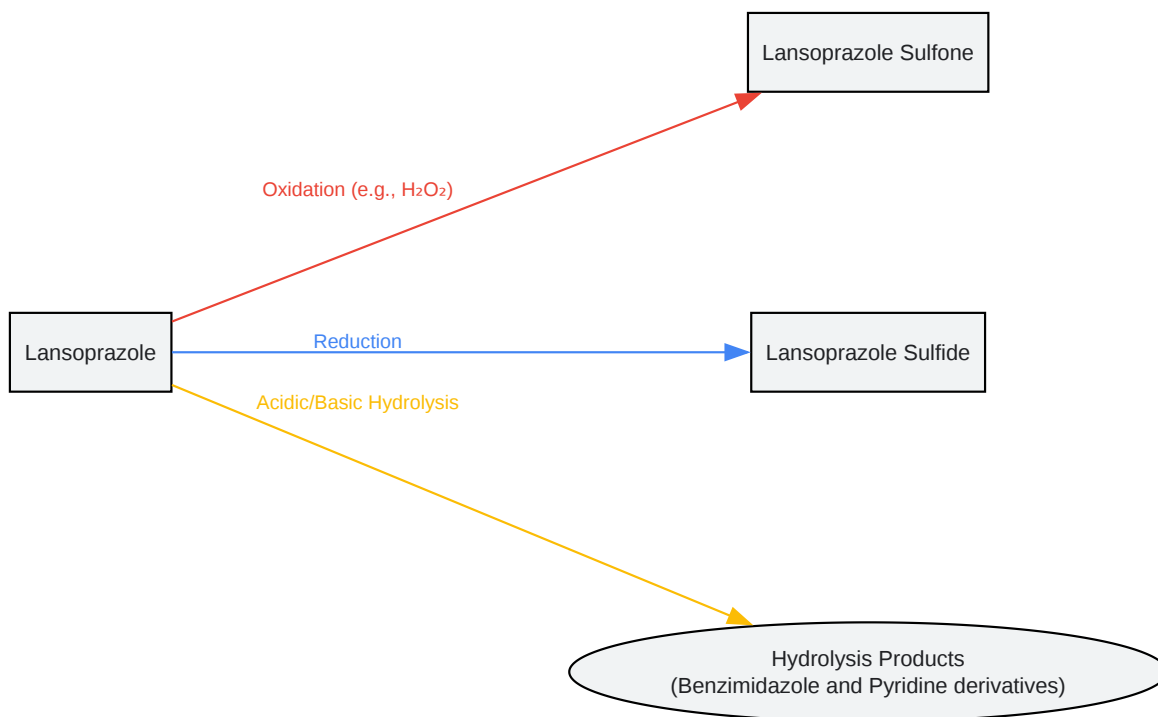 Lansoprazole Sulfone
Oxidation (e.g., H₂O₂)
Lansoprazole
Reduction
Lansoprazole Sulfide
Acidic/Basic Hydrolysis
Hydrolysis Products
(Benzimidazole and Pyridine derivatives)